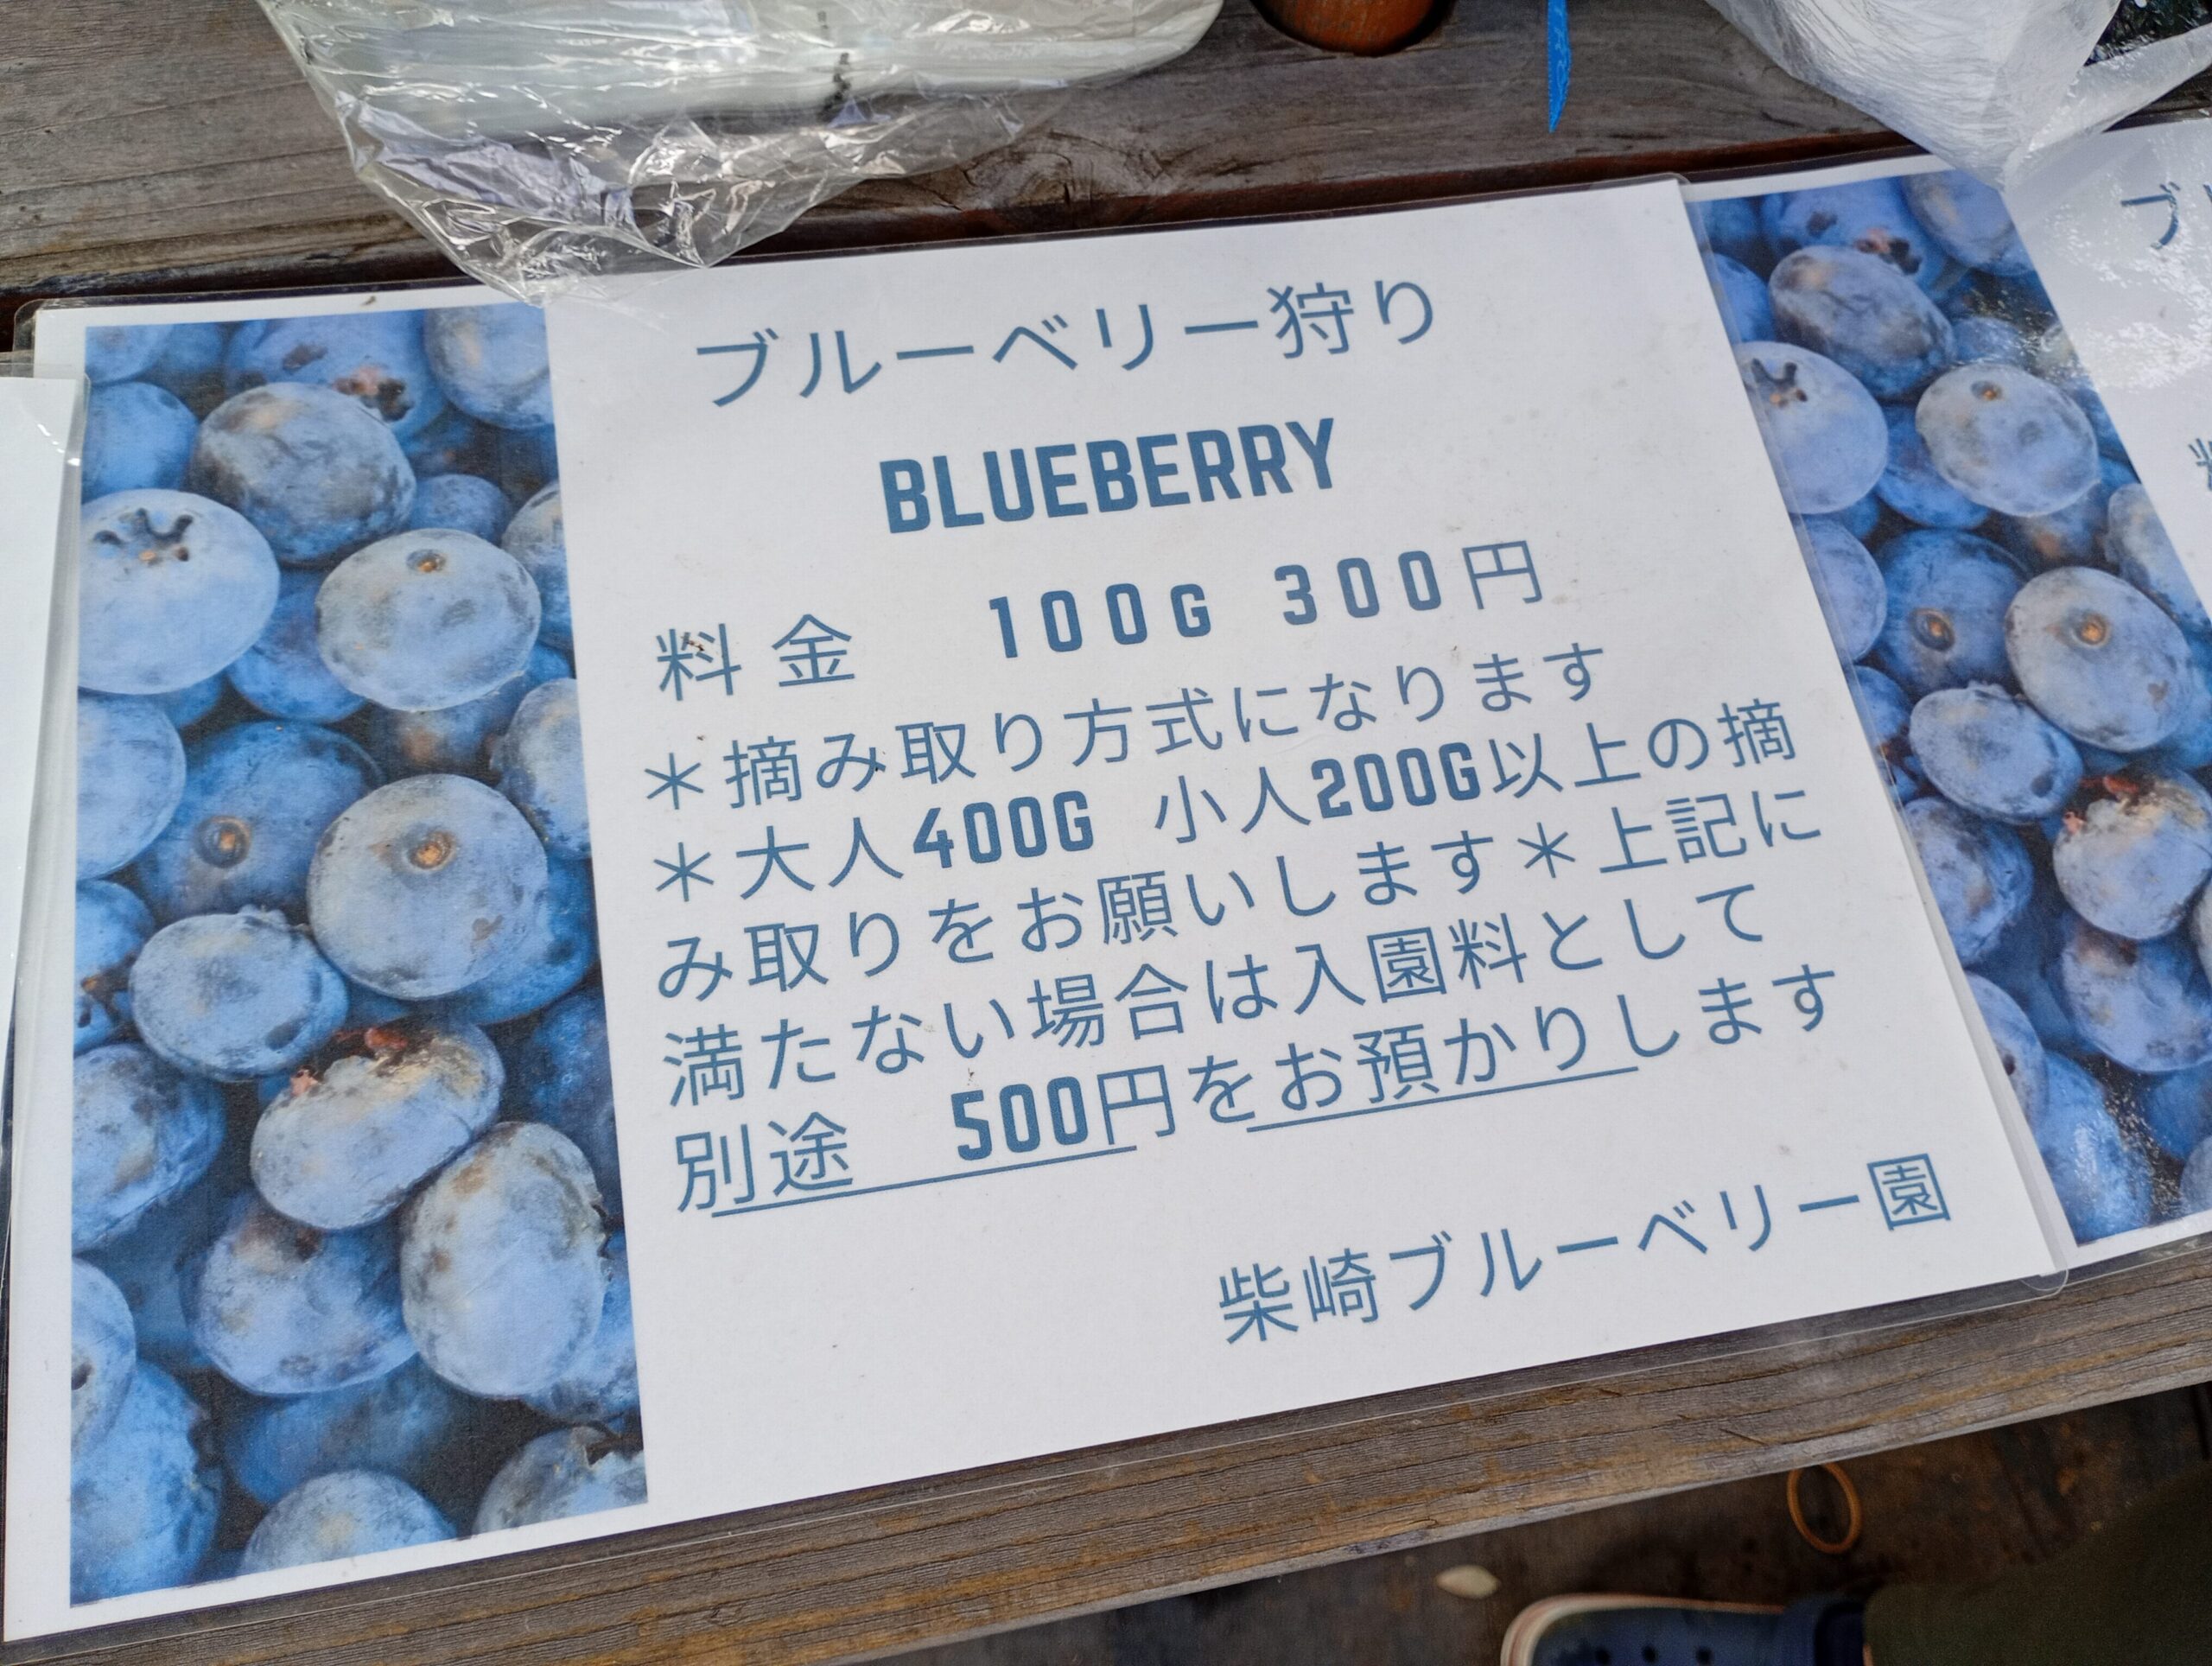 ブルーベリー狩り
BLUEBERRY
料金 100G 300円
＊摘み取り方式になります
＊大人400G 小人200G以上の摘
み取りをお願いします＊上記に
満たない場合は入園料として
別途 500円をお預かりします
柴崎ブルーベリー園
ブ